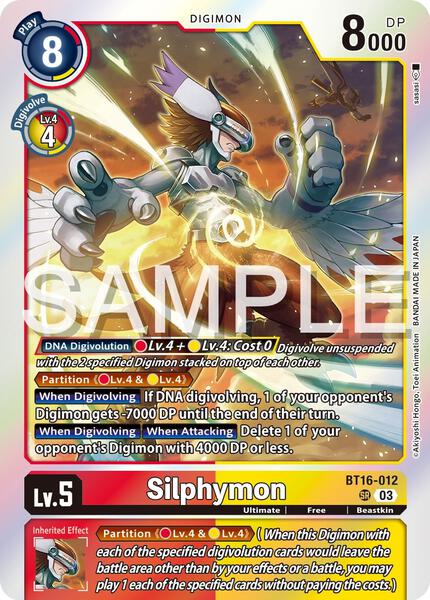 Play
8
DIGIMON
DP
8000
Digivolve
Lv.4
4
sasasi
©Akiyoshi Hongo, Toei Animation BANDAI MADE IN JAPAN
SAMPLE
DNA Digivolution Lv.4 + Lv.4: Cost 0 Digivolve unsuspended
with the 2 specified Digimon stacked on top of each other.
Partition 《Lv.4 & Lv.4》
When Digivolving If DNA digivolving, 1 of your opponent's
Digimon gets -7000 DP until the end of their turn.
When Digivolving When Attacking Delete 1 of your
opponent's Digimon with 4000 DP or less.
Lv.5
Silphymon
BT16-012
SR 03
Ultimate | Free | Beastkin
Inherited Effect
Partition 《Lv.4 & Lv.4》 (When this Digimon with
each of the specified digivolution cards would leave the
battle area other than by your effects or a battle, you may
play 1 each of the specified cards without paying the costs.)